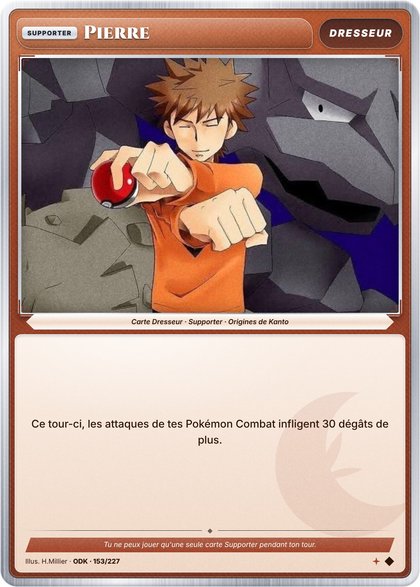 SUPPORTER PIERRE DRESSEUR
Carte Dresseur · Supporter · Origines de Kanto
Ce tour-ci, les attaques de tes Pokémon Combat infligent 30 dégâts de
plus.
Tu ne peux jouer qu'une seule carte Supporter pendant ton tour.
Illus. H.Millier · ODK · 153/227